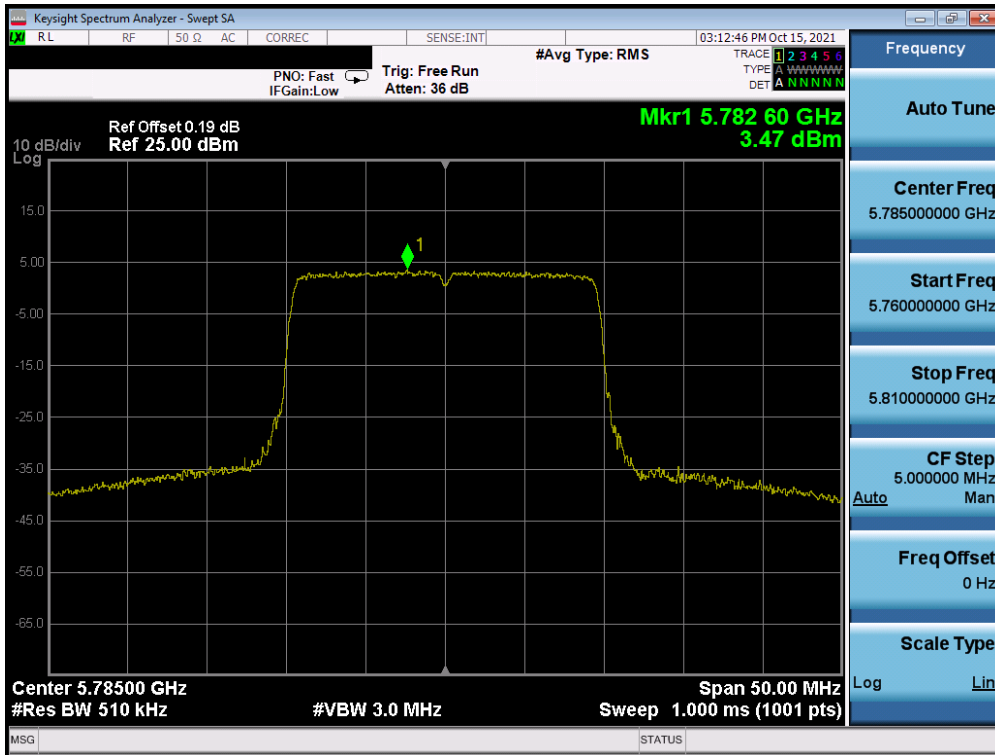 Keysight Spectrum Analyzer - Swept SA
LXI RL RF 50 Ω AC CORREC SENSE:INT 03:12:46 PM Oct 15, 2021
PNO: Fast
IFGain:Low
Trig: Free Run
Atten: 36 dB
#Avg Type: RMS
TRACE 1 2 3 4 5 6
TYPE A WWWWW
DET A N N N N N
Ref Offset 0.19 dB
10 dB/div Ref 25.00 dBm
Log
Mkr1 5.782 60 GHz
3.47 dBm
1
15.0
5.00
-5.00
-15.0
-25.0
-35.0
-45.0
-55.0
-65.0
Center 5.78500 GHz Span 50.00 MHz
#Res BW 510 kHz #VBW 3.0 MHz Sweep 1.000 ms (1001 pts)
MSG STATUS
Frequency
Auto Tune
Center Freq
5.785000000 GHz
Start Freq
5.760000000 GHz
Stop Freq
5.810000000 GHz
CF Step
5.000000 MHz
Auto Man
Freq Offset
0 Hz
Scale Type
Log Lin